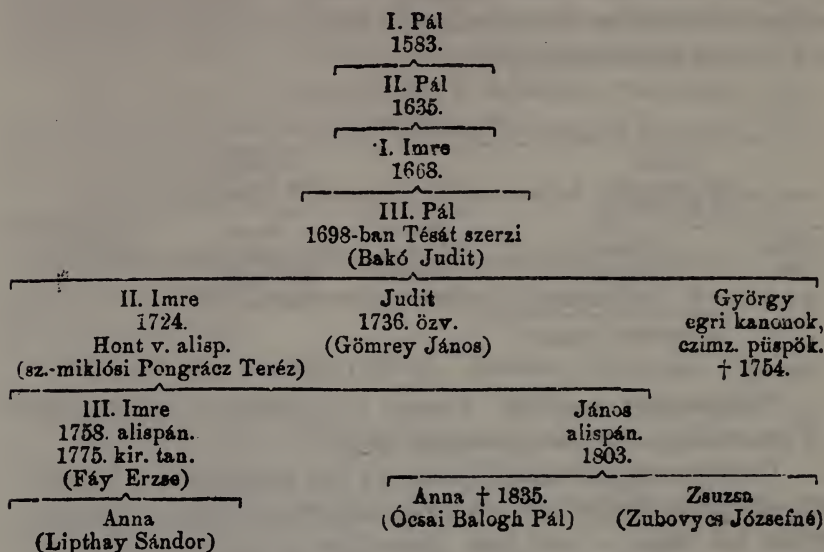 I. Pál
1583.
II. Pál
1635.
I. Imre
1668.
III. Pál
1698-ban Tésát szerzi
(Bakó Judit)
II. Imre
1724.
Hont v. alisp.
(sz.-miklósi Pongrácz Teréz)
Judit
1736. özv.
(Gömrey János)
György
egri kanonok,
czimz. püspök.
† 1754.
III. Imre
1758. alispán.
1775. kir. tan.
(Fáy Erzse)
János
alispán.
1803.
Anna
(Lipthay Sándor)
Anna † 1835.
(Ócsai Balogh Pál)
Zsuzsa
(Zubovycs Józsefné)